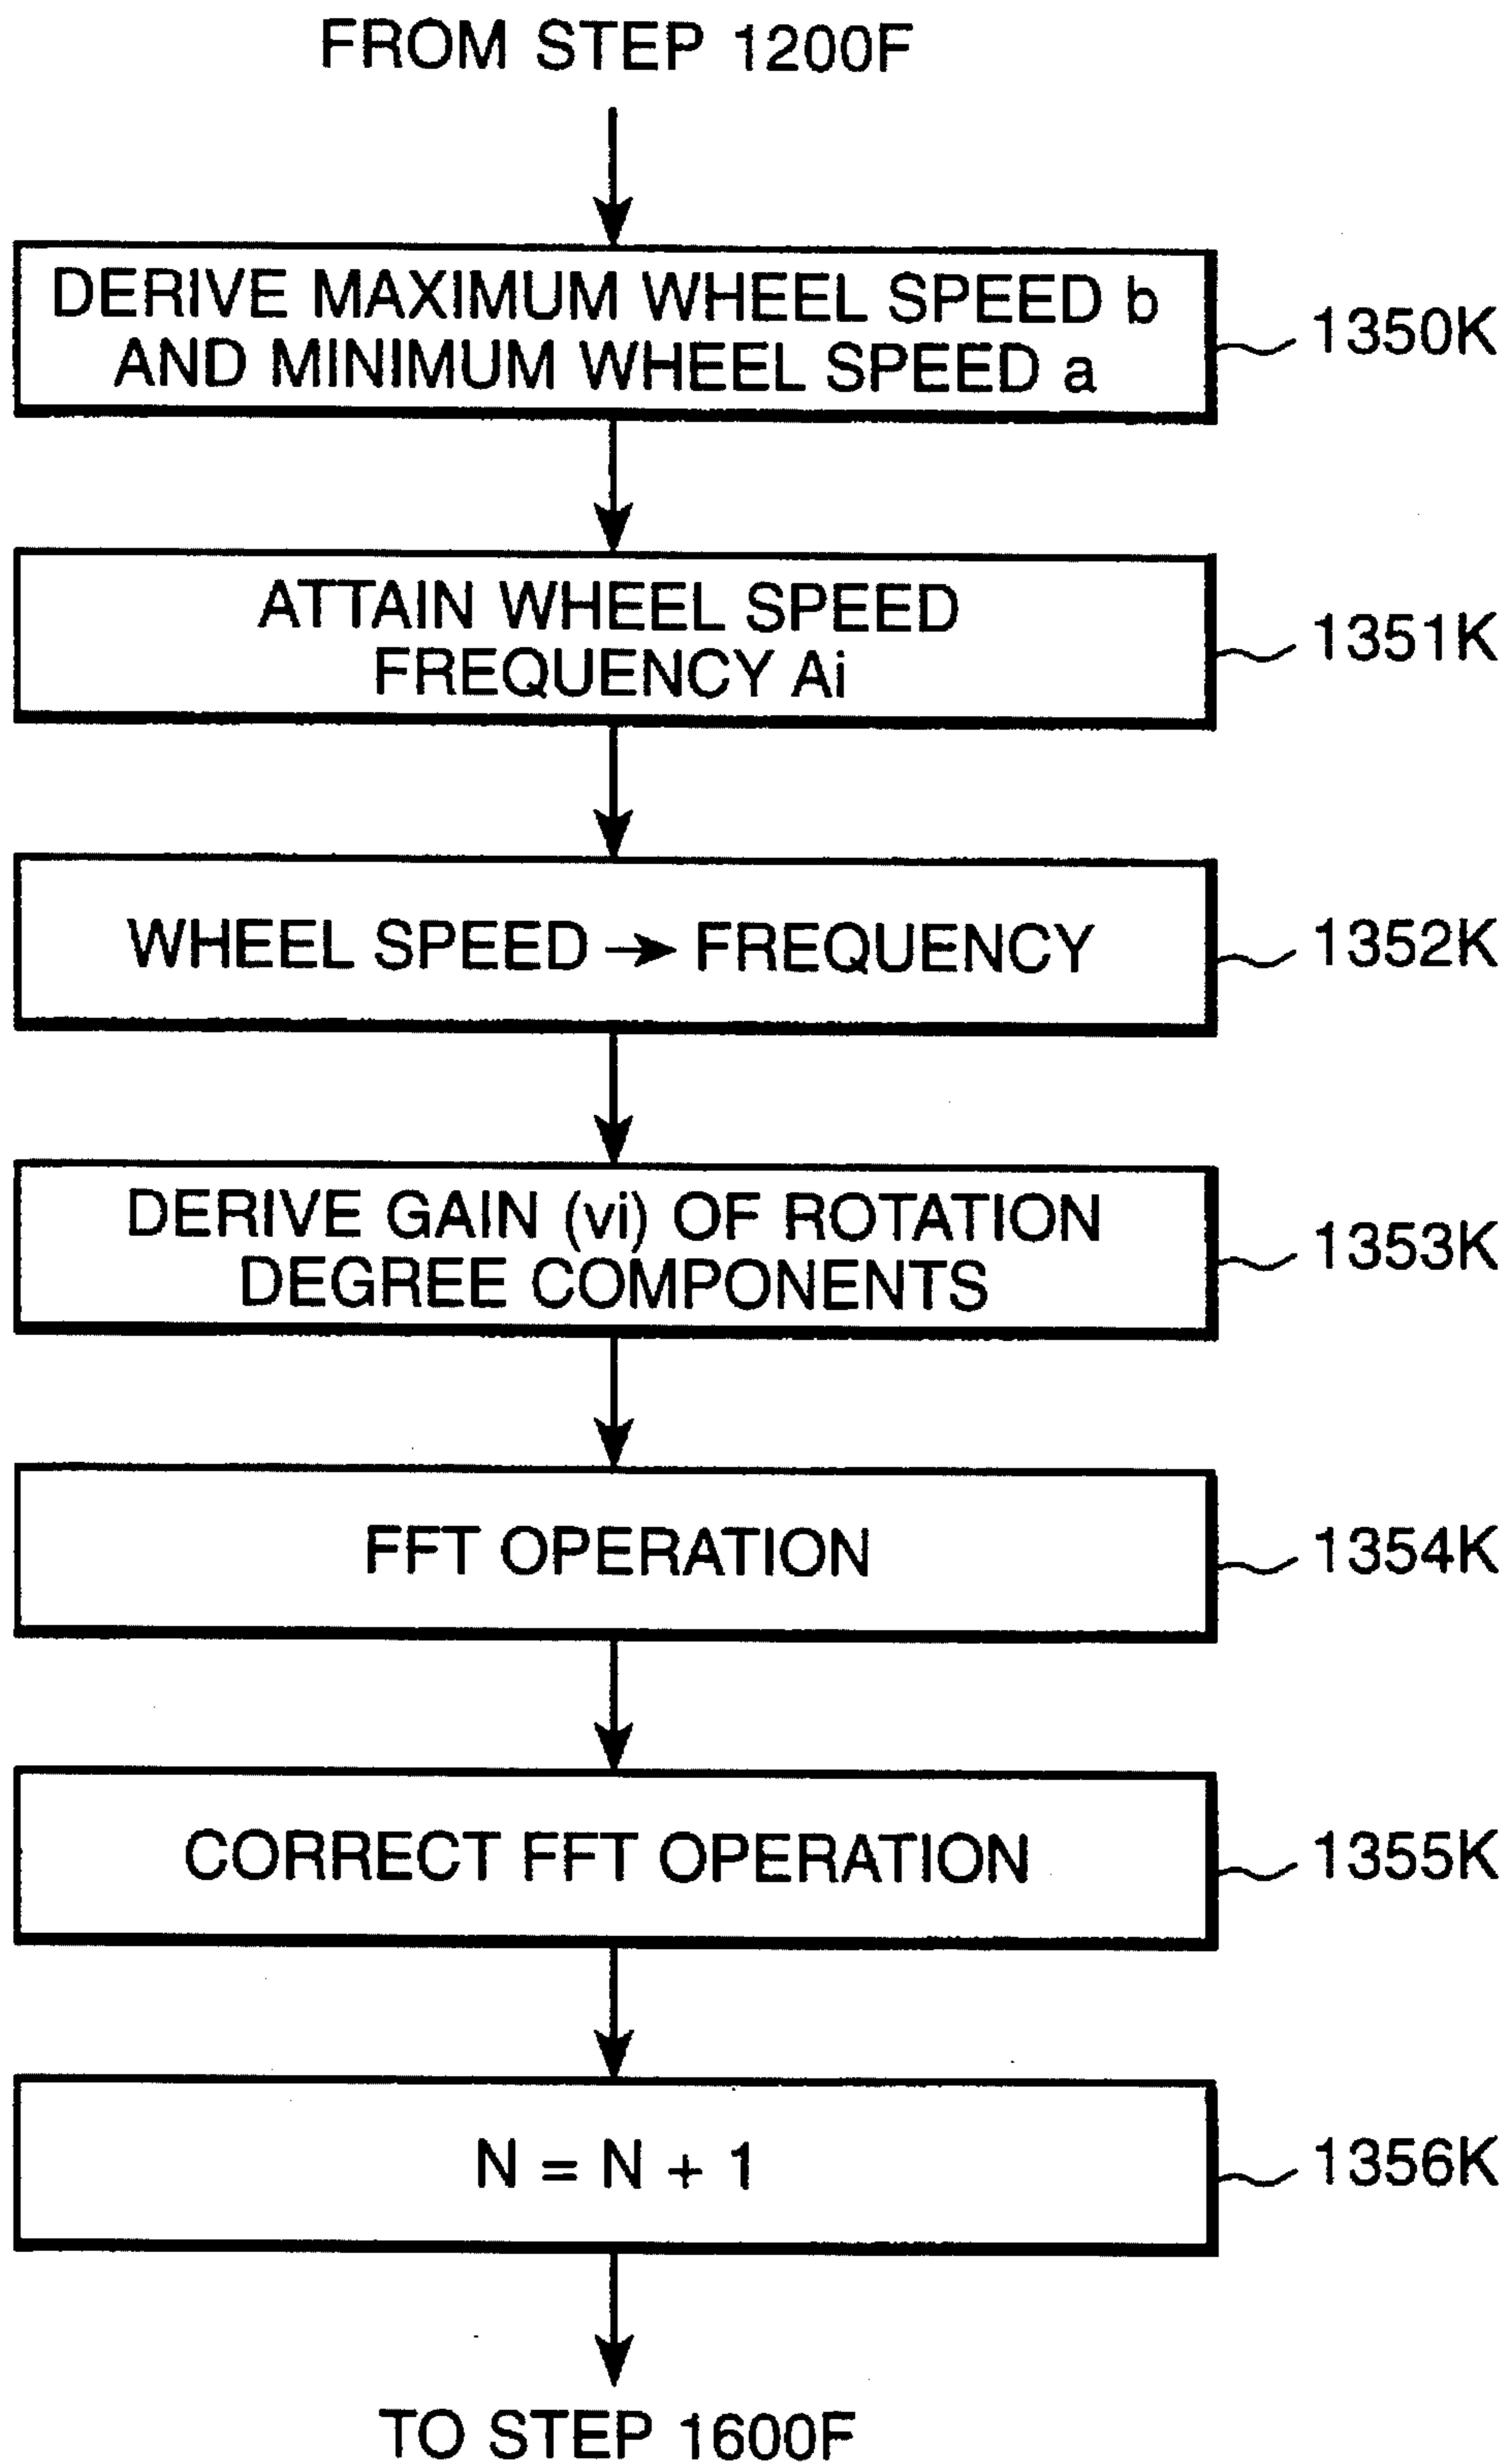 FROM STEP 1200F
DERIVE MAXIMUM WHEEL SPEED b
AND MINIMUM WHEEL SPEED a
1350K
ATTAIN WHEEL SPEED
FREQUENCY Ai
1351K
WHEEL SPEED → FREQUENCY
1352K
DERIVE GAIN (vi) OF ROTATION
DEGREE COMPONENTS
1353K
FFT OPERATION
1354K
CORRECT FFT OPERATION
1355K
N = N + 1
1356K
TO STEP 1600F